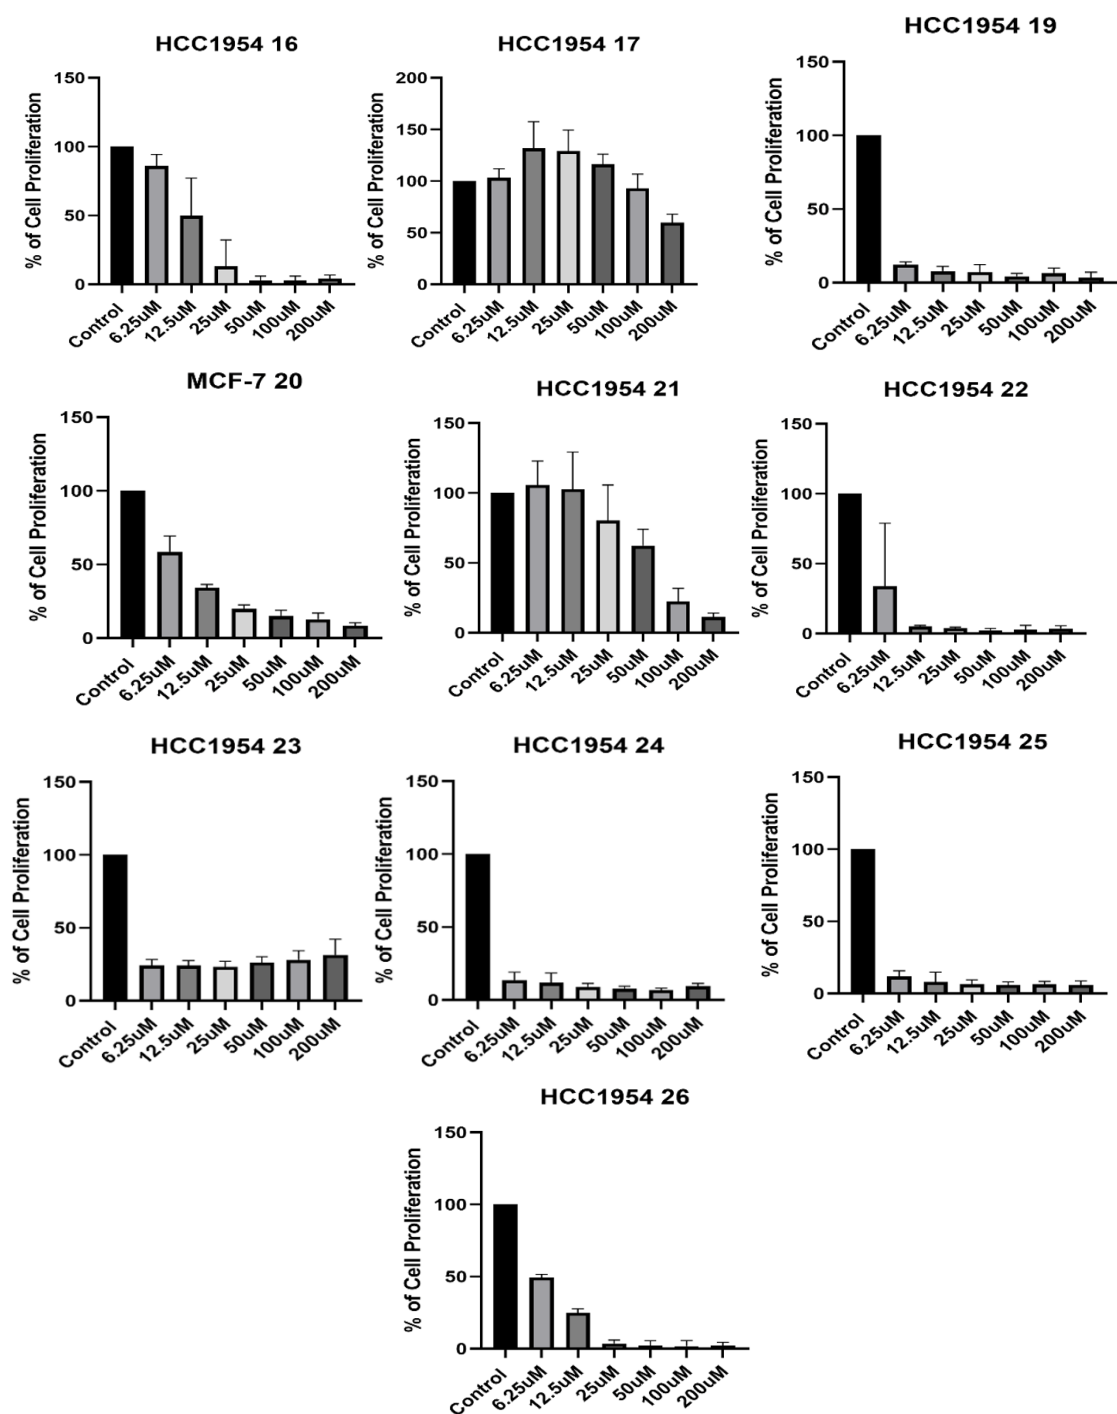 HCC1954 16
% of Cell Proliferation
150
100
50
0
Control
6.25uM
12.5uM
25uM
50uM
100uM
200uM
HCC1954 17
% of Cell Proliferation
200
150
100
50
0
Control
6.25uM
12.5uM
25uM
50uM
100uM
200uM
HCC1954 19
% of Cell Proliferation
150
100
50
0
Control
6.25uM
12.5uM
25uM
50uM
100uM
200uM
MCF-7 20
% of Cell Proliferation
150
100
50
0
Control
6.25uM
12.5uM
25uM
50uM
100uM
200uM
HCC1954 21
% of Cell Proliferation
150
100
50
0
Control
6.25uM
12.5uM
25uM
50uM
100uM
200uM
HCC1954 22
% of Cell Proliferation
150
100
50
0
Control
6.25uM
12.5uM
25uM
50uM
100uM
200uM
HCC1954 23
% of Cell Proliferation
150
100
50
0
Control
6.25uM
12.5uM
25uM
50uM
100uM
200uM
HCC1954 24
% of Cell Proliferation
150
100
50
0
Control
6.25uM
12.5uM
25uM
50uM
100uM
200uM
HCC1954 25
% of Cell Proliferation
150
100
50
0
Control
6.25uM
12.5uM
25uM
50uM
100uM
200uM
HCC1954 26
% of Cell Proliferation
150
100
50
0
Control
6.25uM
12.5uM
25uM
50uM
100uM
200uM